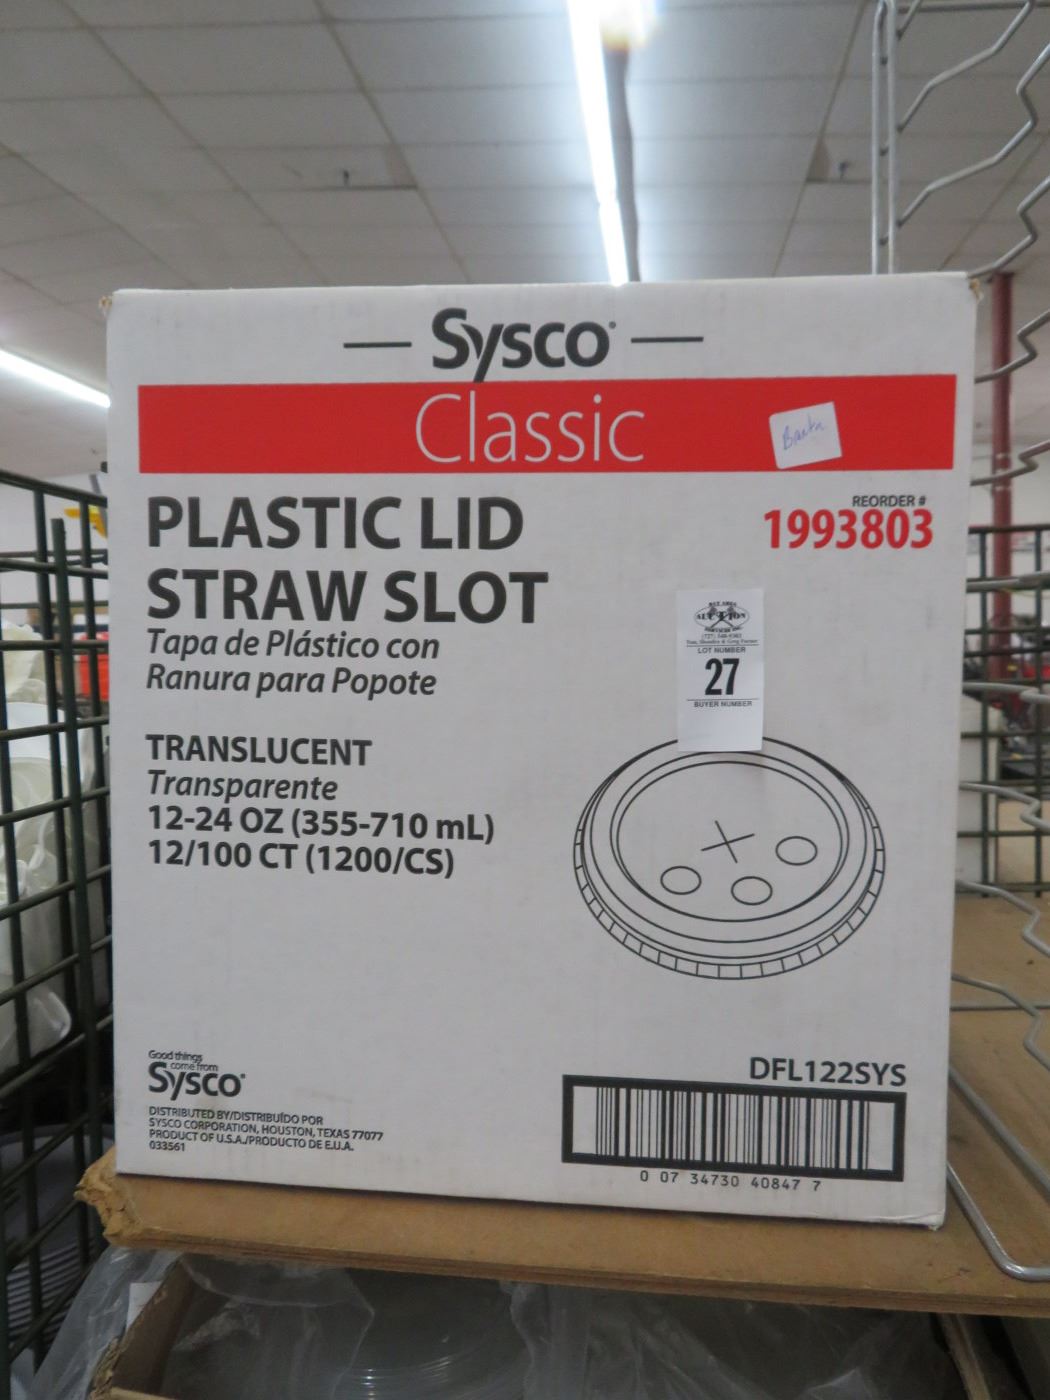 Sysco®
Classic
PLASTIC LID
STRAW SLOT
Tapa de Plástico con
Ranura para Popote
REORDER #
1993803
AUCTION
LOT NUMBER
27
BUYER NUMBER
TRANSLUCENT
Transparente
12-24 OZ (355-710 mL)
12/100 CT (1200/CS)
Good things
come from
Sysco®
DISTRIBUTED BY/DISTRIBUÍDO POR
SYSCO CORPORATION, HOUSTON, TEXAS 77077
PRODUCT OF U.S.A./PRODUCTO DE E.U.A.
033561
DFL122SYS
0 07 34730 40847 7